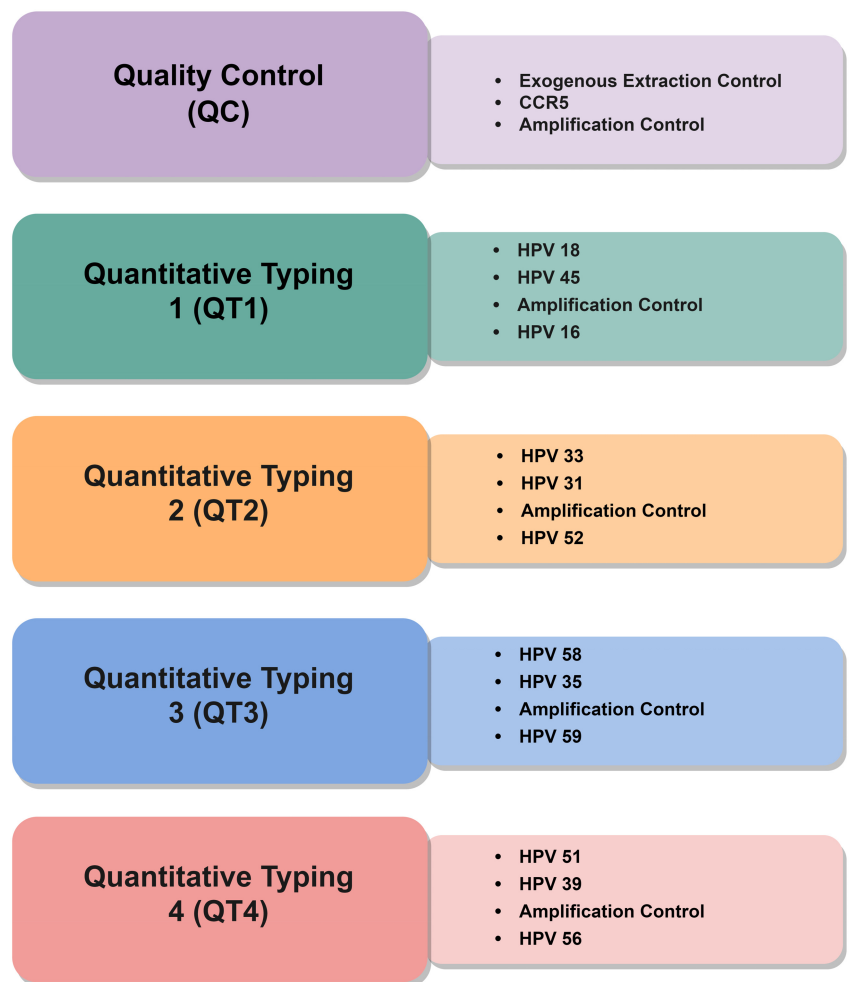 Quality Control
(QC)
• Exogenous Extraction Control
• CCR5
• Amplification Control
Quantitative Typing
1 (QT1)
• HPV 18
• HPV 45
• Amplification Control
• HPV 16
Quantitative Typing
2 (QT2)
• HPV 33
• HPV 31
• Amplification Control
• HPV 52
Quantitative Typing
3 (QT3)
• HPV 58
• HPV 35
• Amplification Control
• HPV 59
Quantitative Typing
4 (QT4)
• HPV 51
• HPV 39
• Amplification Control
• HPV 56